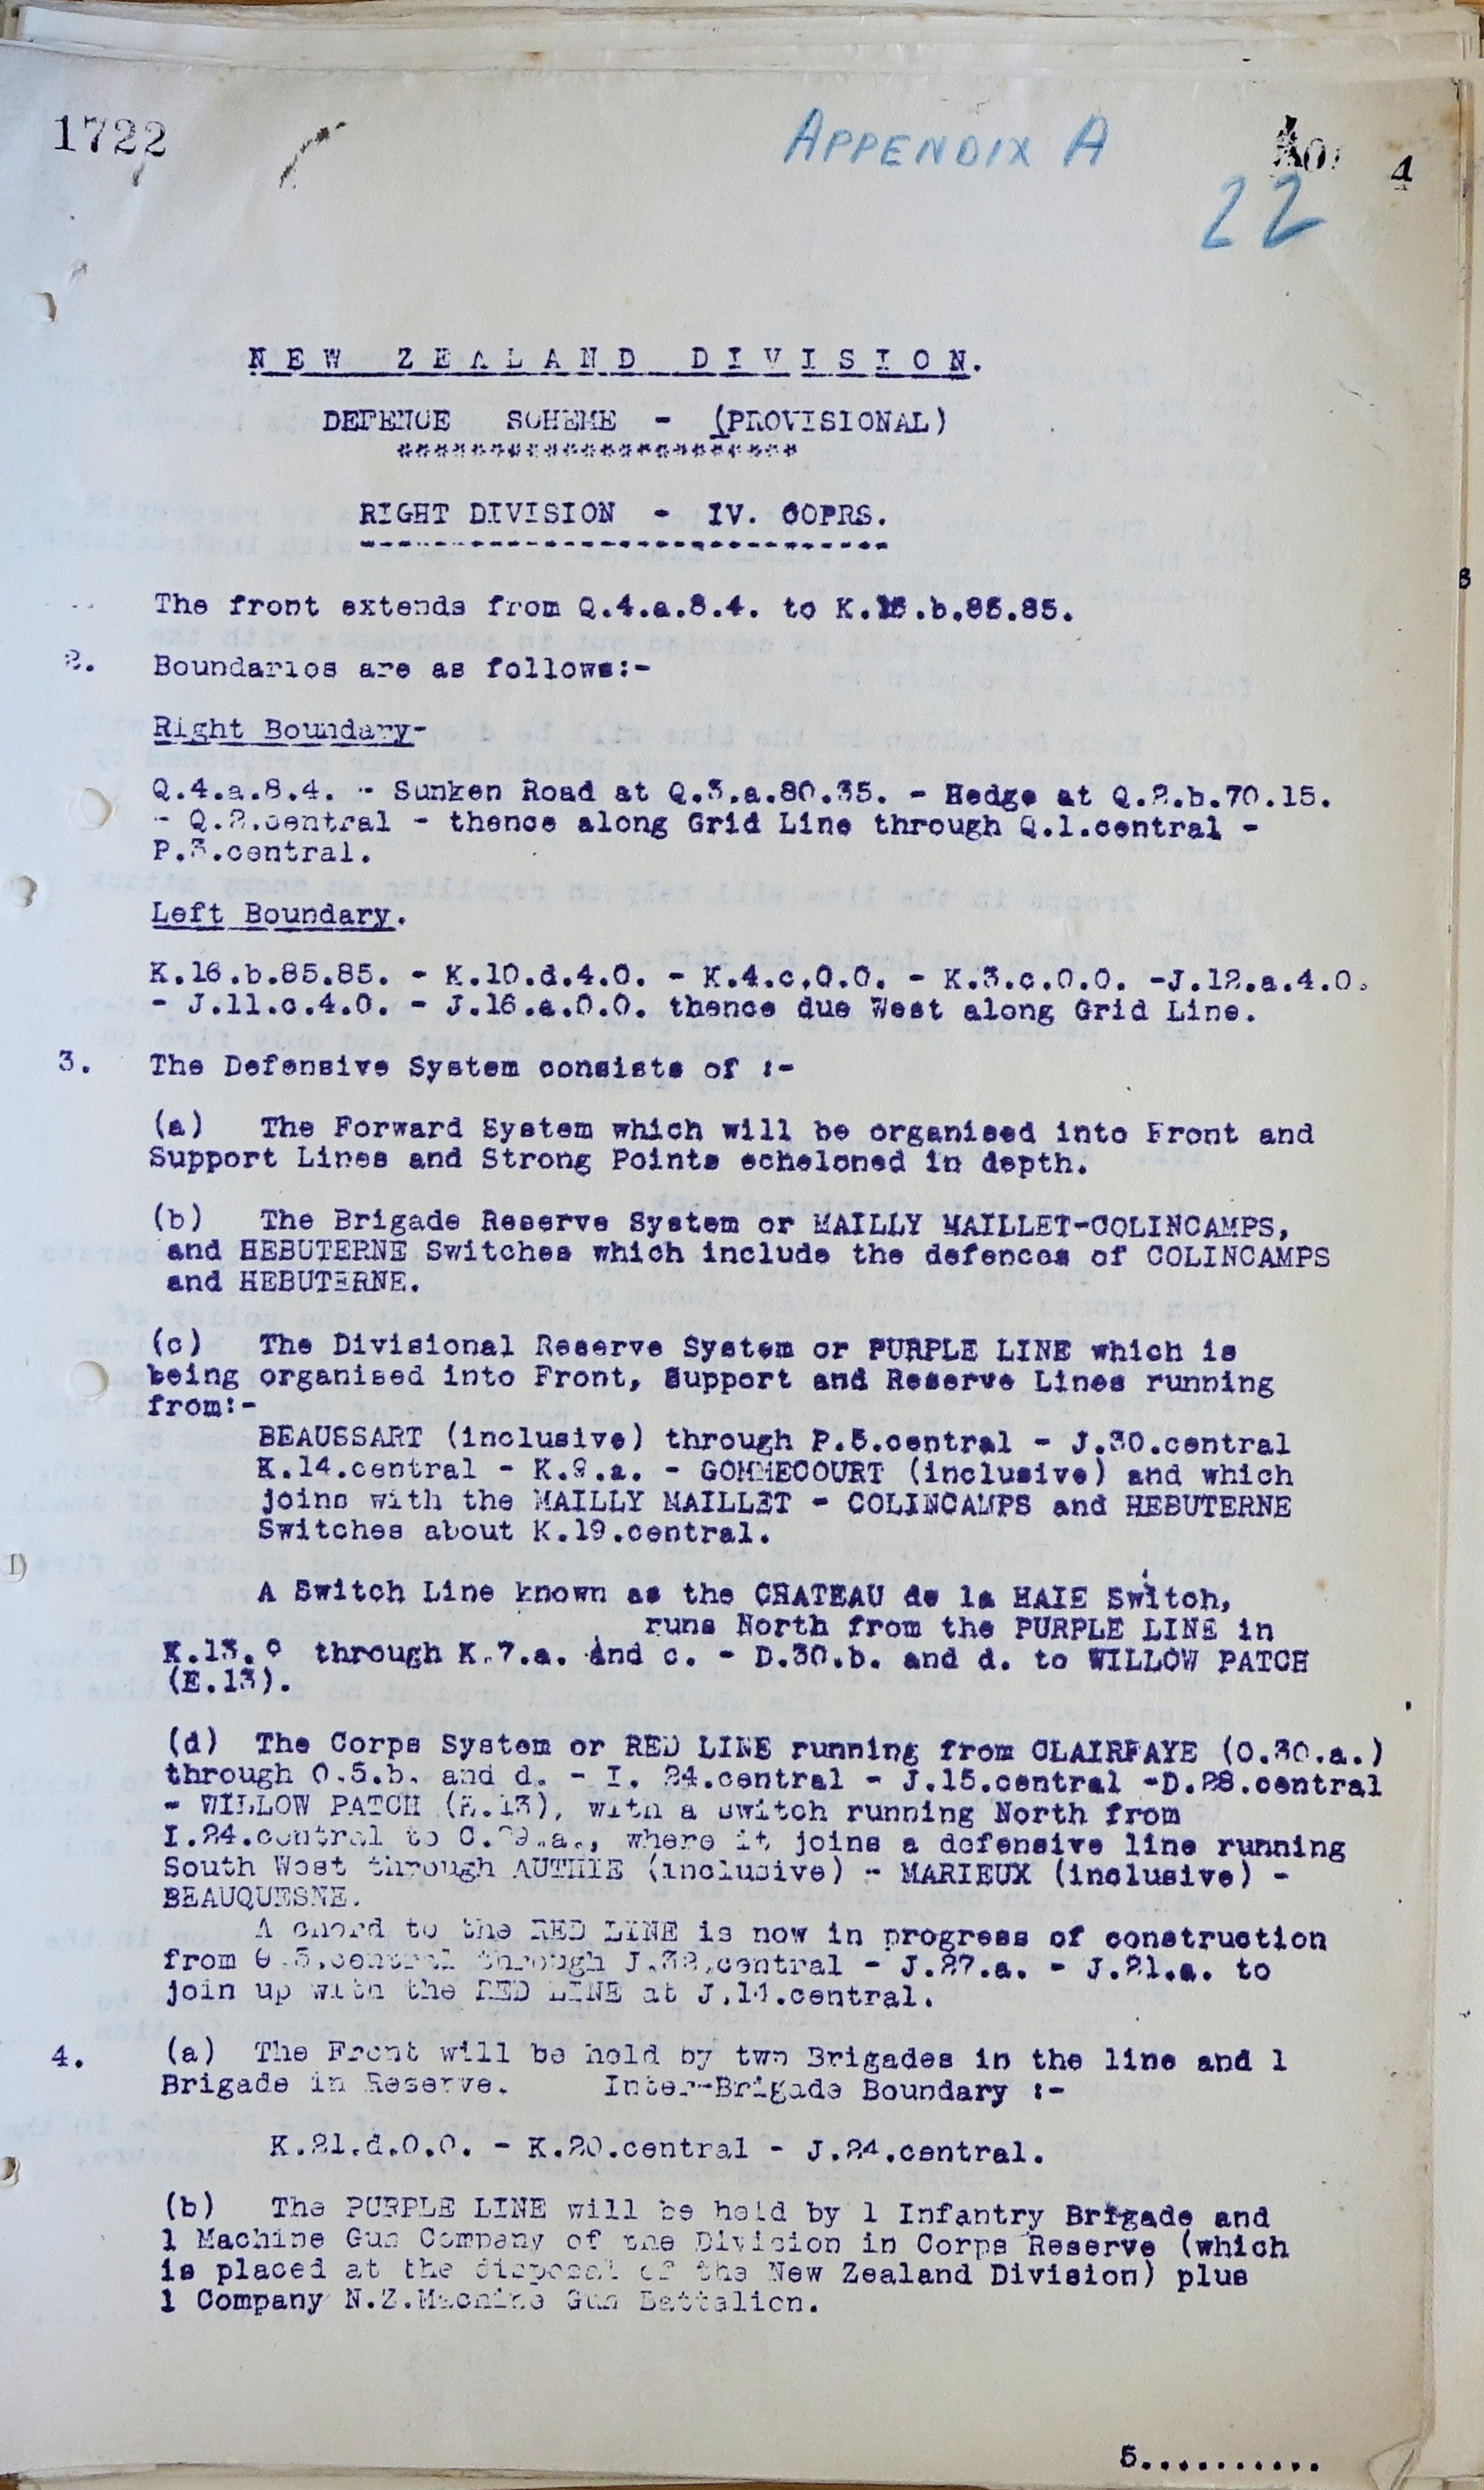 1722
APPENDIX A
4
22
NEW ZEALAND DIVISION.
DEFENCE SCHEME - (PROVISIONAL)
**********************
RIGHT DIVISION - IV. COPRS.
-----------------------------
The front extends from Q.4.a.8.4. to K.16.b.85.85.
2. Boundaries are as follows:-
Right Boundary-
Q.4.a.8.4. - Sunken Road at Q.3.a.80.35. - Hedge at Q.2.b.70.15.
- Q.2.central - thence along Grid Line through Q.1.central -
P.3.central.
Left Boundary.
K.16.b.85.85. - K.10.d.4.0. - K.4.c.0.0. - K.3.c.0.0. -J.12.a.4.0.
- J.11.c.4.0. - J.16.a.0.0. thence due West along Grid Line.
3. The Defensive System consists of :-
(a) The Forward System which will be organised into Front and
Support Lines and Strong Points echeloned in depth.
(b) The Brigade Reserve System or MAILLY MAILLET-COLINCAMPS,
and HEBUTERNE Switches which include the defences of COLINCAMPS
and HEBUTERNE.
(c) The Divisional Reserve System or PURPLE LINE which is
being organised into Front, Support and Reserve Lines running
from:-
BEAUSSART (inclusive) through P.5.central - J.30.central
K.14.central - K.9.a. - GOMMECOURT (inclusive) and which
joins with the MAILLY MAILLET - COLINCAMPS and HEBUTERNE
Switches about K.19.central.
A Switch Line known as the CHATEAU de la HAIE Switch,
runs North from the PURPLE LINE in
K.13.c through K.7.a. and c. - D.30.b. and d. to WILLOW PATCH
(E.13).
(d) The Corps System or RED LINE running from CLAIRFAYE (O.30.a.)
through O.5.b. and d. - I. 24.central - J.15.central -D.28.central
- WILLOW PATCH (E.13), with a switch running North from
I.24.central to C.29.a., where it joins a defensive line running
South West through AUTHIE (inclusive) - MARIEUX (inclusive) -
BEAUQUESNE.
A chord to the RED LINE is now in progress of construction
from O.5.central through J.32.central - J.27.a. - J.21.a. to
join up with the RED LINE at J.14.central.
4. (a) The Front will be held by two Brigades in the line and 1
Brigade in Reserve. Inter-Brigade Boundary :-
K.21.d.0.0. - K.20.central - J.24.central.
(b) The PURPLE LINE will be held by 1 Infantry Brigade and
1 Machine Gun Company of the Division in Corps Reserve (which
is placed at the disposal of the New Zealand Division) plus
1 Company N.Z.Machine Gun Battalion.
5..........